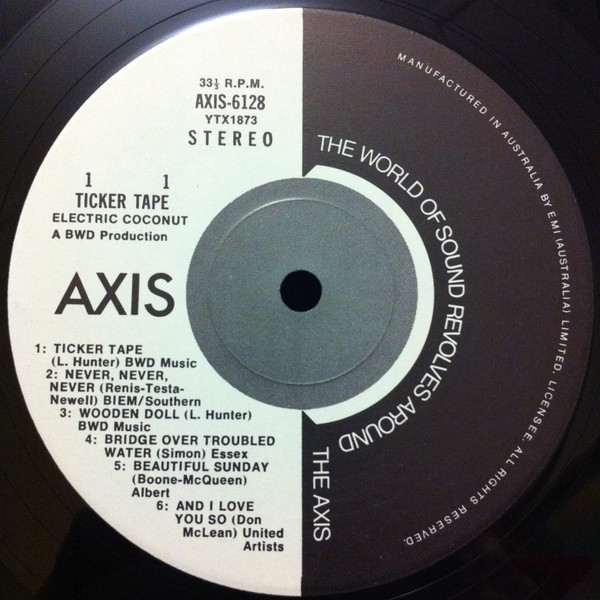 33⅓ R.P.M.
AXIS-6128
YTX1873
STEREO
1 1
TICKER TAPE
ELECTRIC COCONUT
A BWD Production
AXIS
1: TICKER TAPE
(L. Hunter) BWD Music
2: NEVER, NEVER,
NEVER (Renis-Testa-
Newell) BIEM/Southern
3: WOODEN DOLL (L. Hunter)
BWD Music
4: BRIDGE OVER TROUBLED
WATER (Simon) Essex
5: BEAUTIFUL SUNDAY
(Boone-McQueen)
Albert
6: AND I LOVE
YOU SO (Don
McLean) United
Artists
THE WORLD OF SOUND REVOLVES AROUND
THE AXIS
MANUFACTURED IN AUSTRALIA BY EMI (AUSTRALIA) LIMITED. LICENSEE. ALL RIGHTS RESERVED.